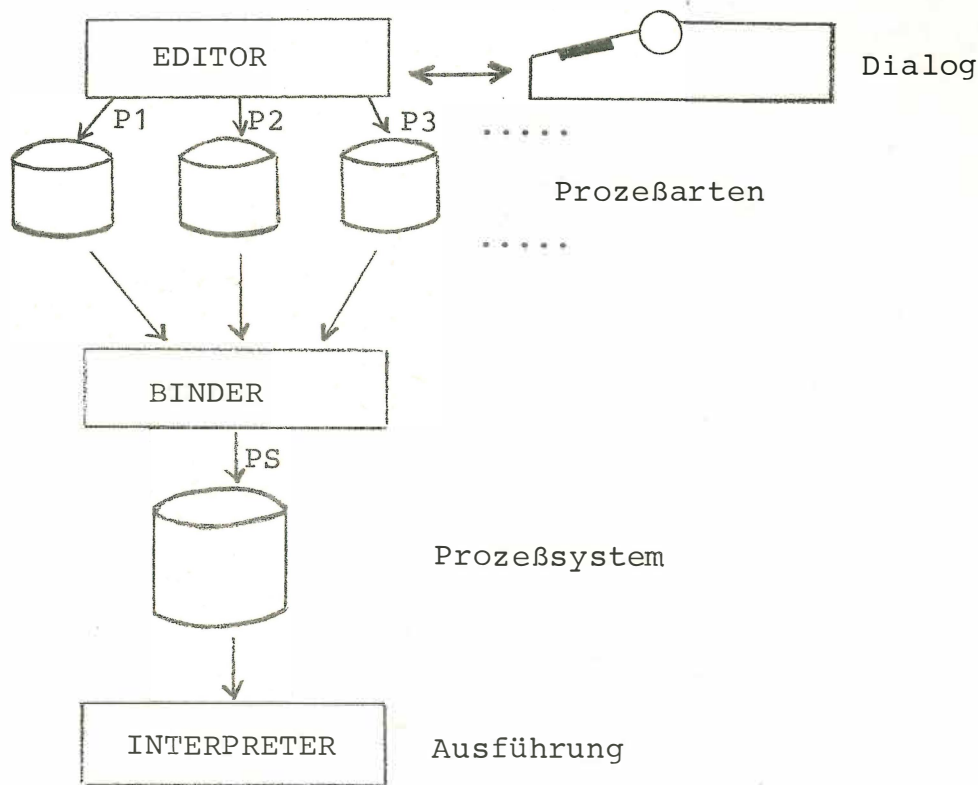 EDITOR
Dialog
P1 P2 P3 .....
Prozeßarten
.....
BINDER
PS
Prozeßsystem
INTERPRETER Ausführung